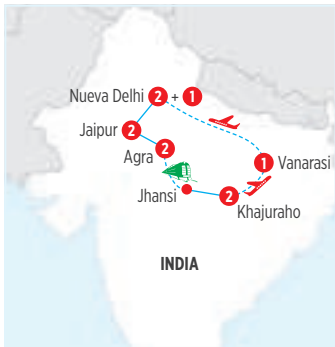 Nueva Delhi 2 + 1
Jaipur 2
Agra 2
1 Vanarasi
Jhansi
2
Khajuraho
INDIA